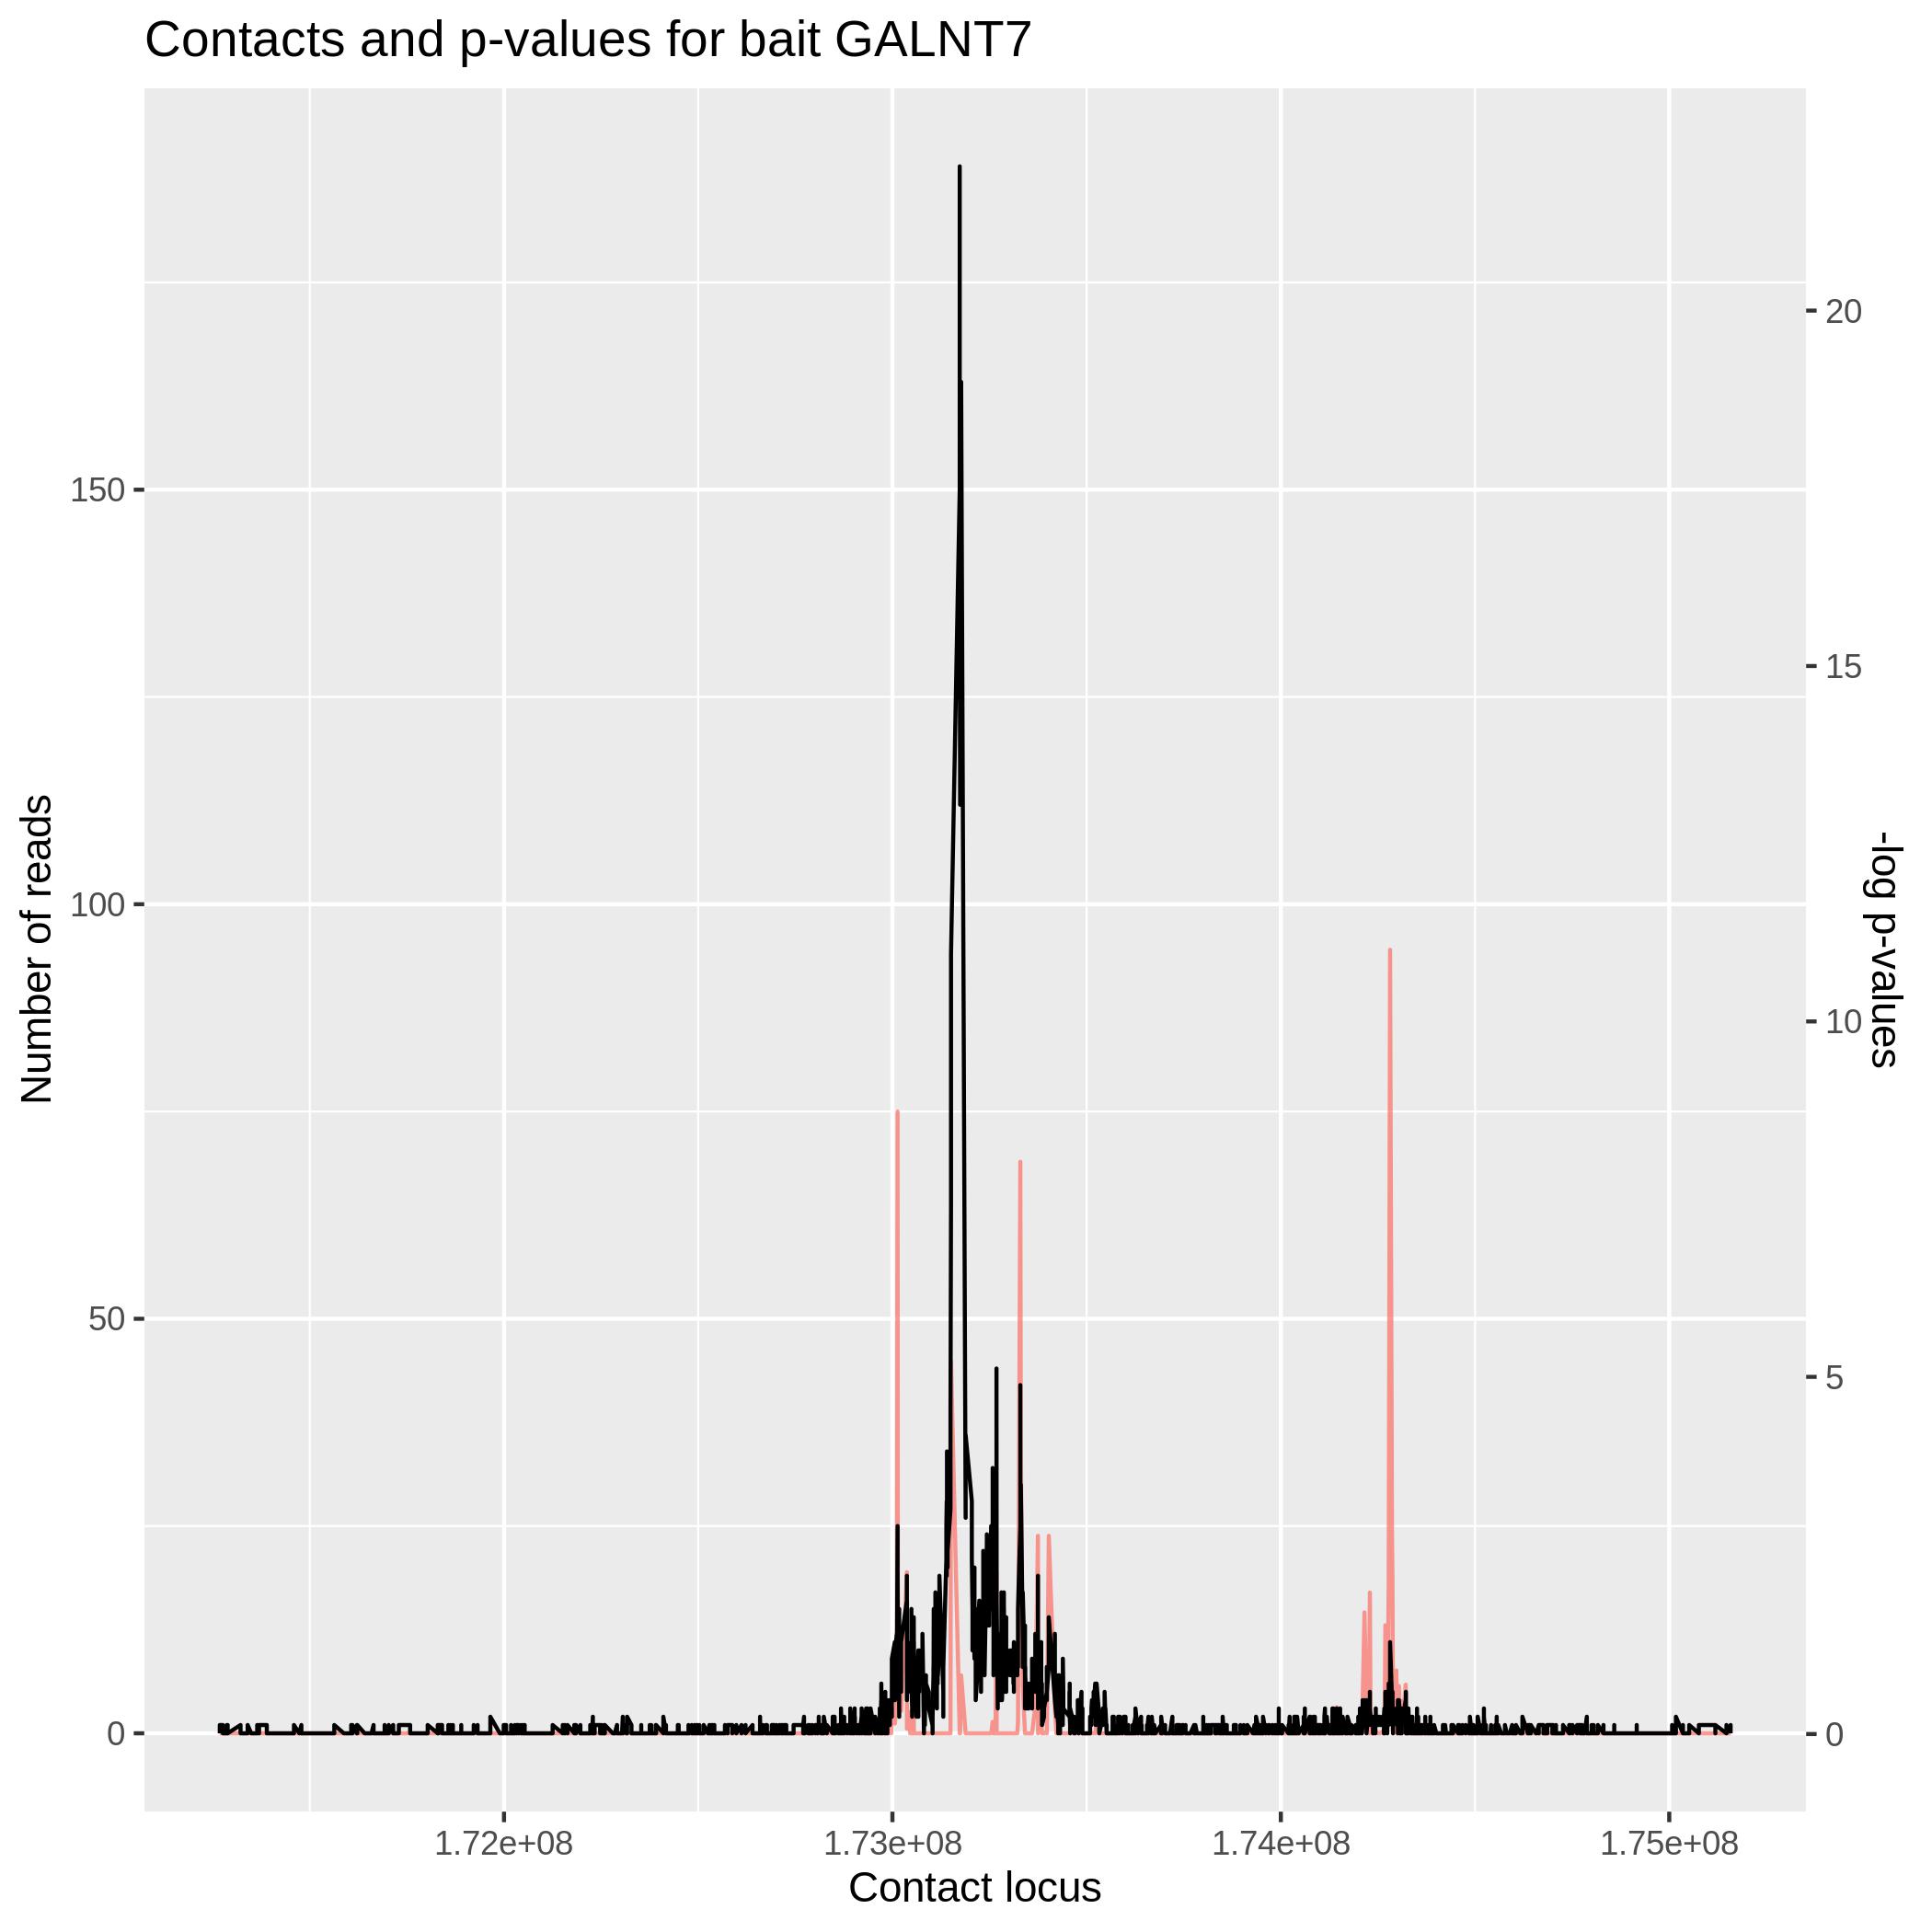 Contacts and p-values for bait GALNT7
Number of reads
150
100
50
0
20
15
10
5
0
-log p-values
1.72e+08
1.73e+08
1.74e+08
1.75e+08
Contact locus